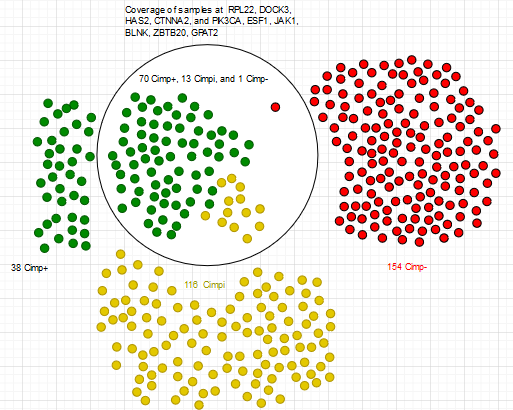 Coverage of samples at RPL22, DOCK3,
HAS2, CTNNA2, and PIK3CA, ESF1, JAK1,
BLNK, ZBTB20, GPAT2
70 Cimp+, 13 Cimpi, and 1 Cimp-
38 Cimp+
116 Cimpi
154 Cimp-